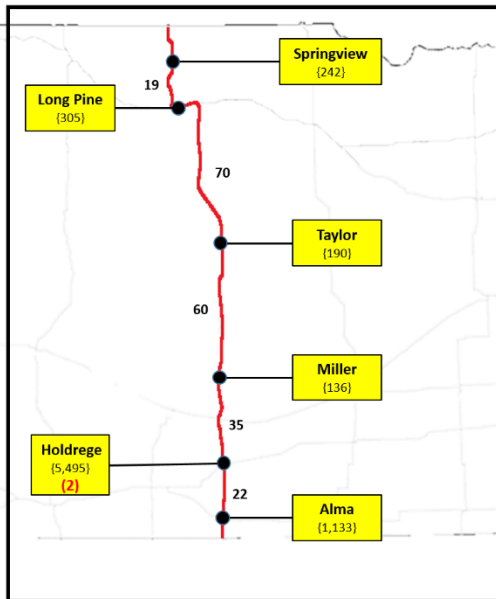 Springview
{242}
19
Long Pine
{305}
70
Taylor
{190}
60
Miller
{136}
35
Holdrege
{5,495}
(2)
22
Alma
{1,133}